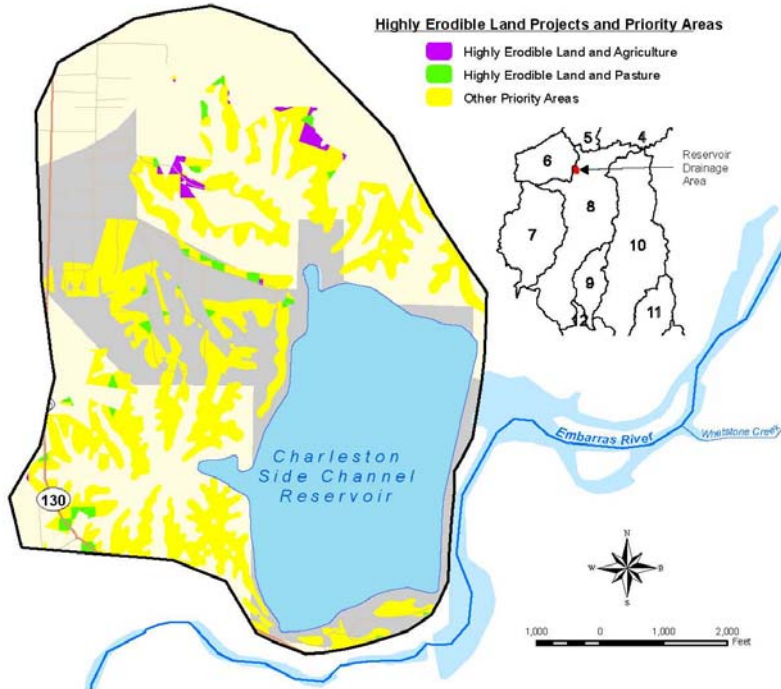 Highly Erodible Land Projects and Priority Areas
Highly Erodible Land and Agriculture
Highly Erodible Land and Pasture
Other Priority Areas
5
4
6
Reservoir
Drainage
Area
8
7
10
9
11
12
Charleston
Side Channel
Reservoir
Embarras River
Whetstone Creek
130
N
W
E
S
1,000
0
1,000
2,000
Feet